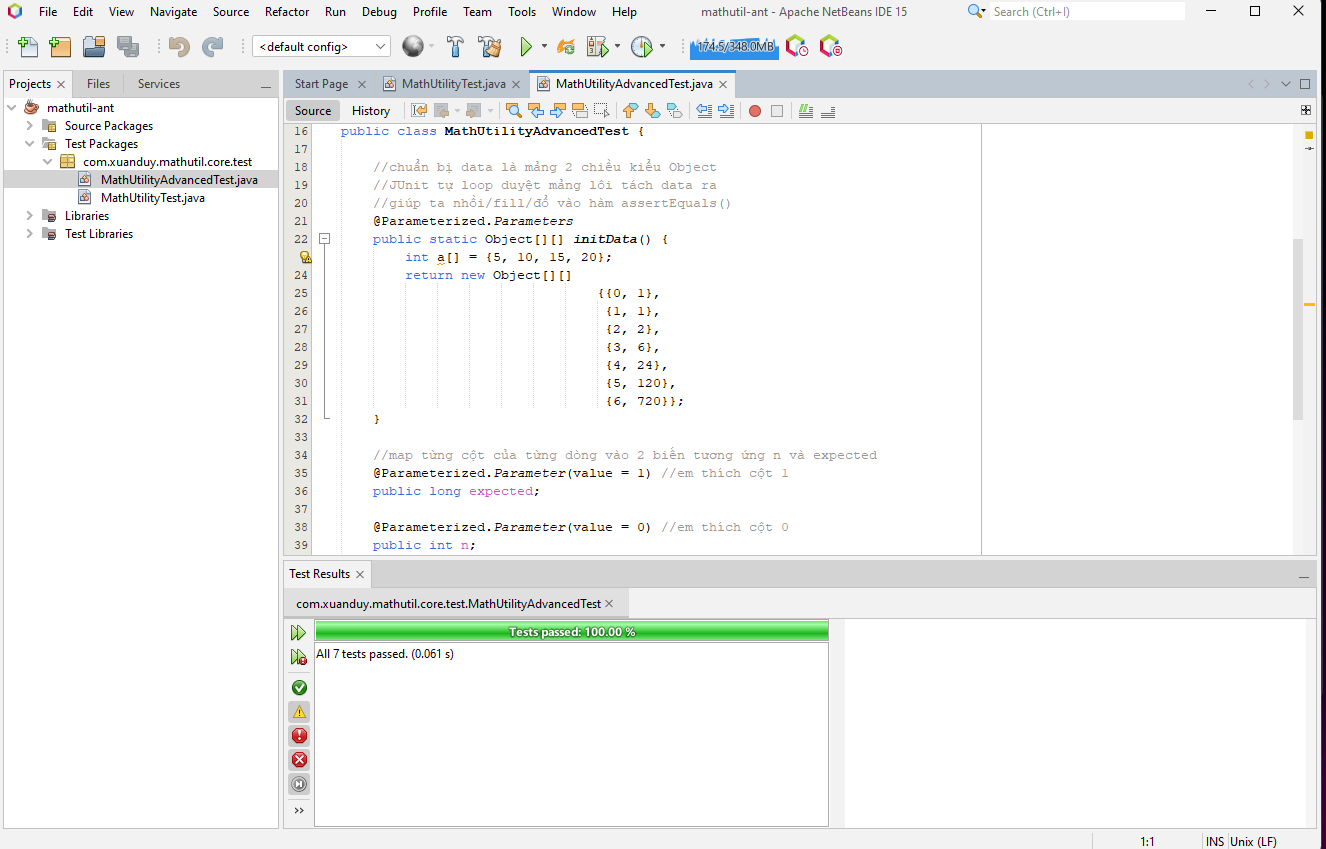 File Edit View Navigate Source Refactor Run Debug Profile Team Tools Window Help mathutil-ant - Apache NetBeans IDE 15 Search (Ctrl+I)
<default config> 174.5/348.0MB
Projects Files Services
mathutil-ant
Source Packages
Test Packages
com.xuanduy.mathutil.core.test
MathUtilityAdvancedTest.java
MathUtilityTest.java
Libraries
Test Libraries
Start Page MathUtilityTest.java MathUtilityAdvancedTest.java
Source History
16 public class MathUtilityAdvancedTest {
17
18 //chuẩn bị data là mảng 2 chiều kiểu Object
19 //JUnit tự loop duyệt mảng lôi tách data ra
20 //giúp ta nhồi/fill/đổ vào hàm assertEquals()
21 @Parameterized.Parameters
22 public static Object[][] initData() {
int a[] = {5, 10, 15, 20};
24 return new Object[][]
25 {{0, 1},
26 {1, 1},
27 {2, 2},
28 {3, 6},
29 {4, 24},
30 {5, 120},
31 {6, 720}};
32 }
33
34 //map từng cột của từng dòng vào 2 biến tương ứng n và expected
35 @Parameterized.Parameter(value = 1) //em thích cột 1
36 public long expected;
37
38 @Parameterized.Parameter(value = 0) //em thích cột 0
39 public int n;
Test Results
com.xuanduy.mathutil.core.test.MathUtilityAdvancedTest
Tests passed: 100.00 %
All 7 tests passed. (0.061 s)
1:1 INS Unix (LF)